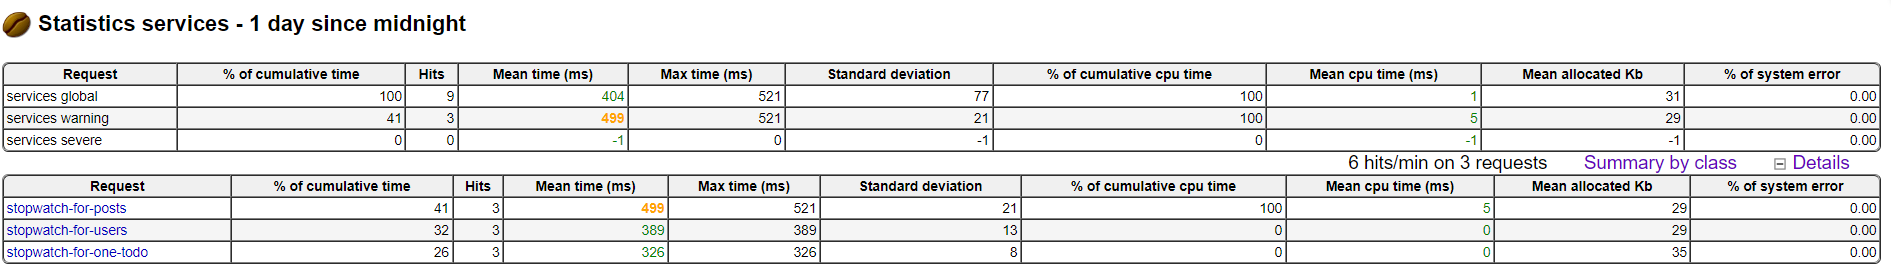 Statistics services - 1 day since midnight
Request % of cumulative time Hits Mean time (ms) Max time (ms) Standard deviation % of cumulative cpu time Mean cpu time (ms) Mean allocated Kb % of system error
services global 100 9 404 521 77 100 1 31 0.00
services warning 41 3 499 521 21 100 5 29 0.00
services severe 0 0 -1 0 -1 0 -1 -1 0.00
6 hits/min on 3 requests Summary by class Details
Request % of cumulative time Hits Mean time (ms) Max time (ms) Standard deviation % of cumulative cpu time Mean cpu time (ms) Mean allocated Kb % of system error
stopwatch-for-posts 41 3 499 521 21 100 5 29 0.00
stopwatch-for-users 32 3 389 389 13 0 0 29 0.00
stopwatch-for-one-todo 26 3 326 326 8 0 0 35 0.00